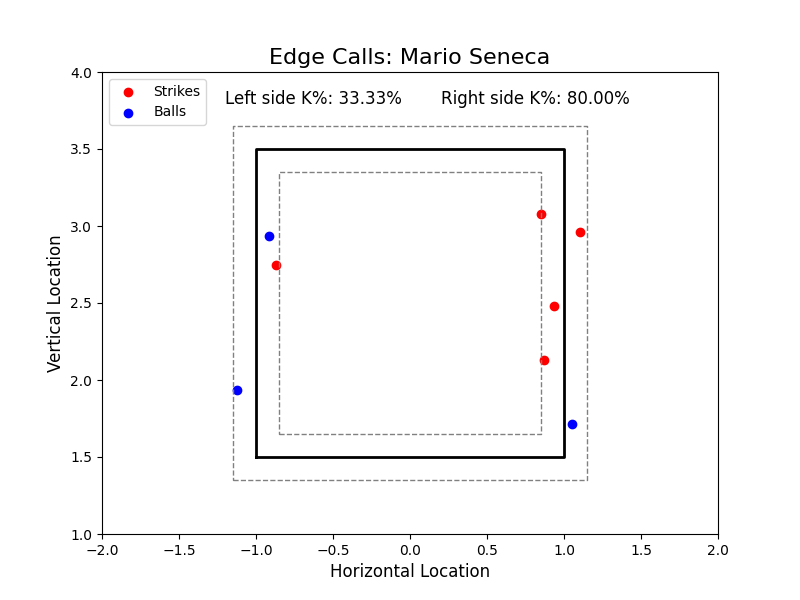 Edge Calls: Mario Seneca
Strikes
Balls
Left side K%: 33.33%
Right side K%: 80.00%
4.0
3.5
3.0
2.5
2.0
1.5
1.0
Vertical Location
−2.0 −1.5 −1.0 −0.5 0.0 0.5 1.0 1.5 2.0
Horizontal Location